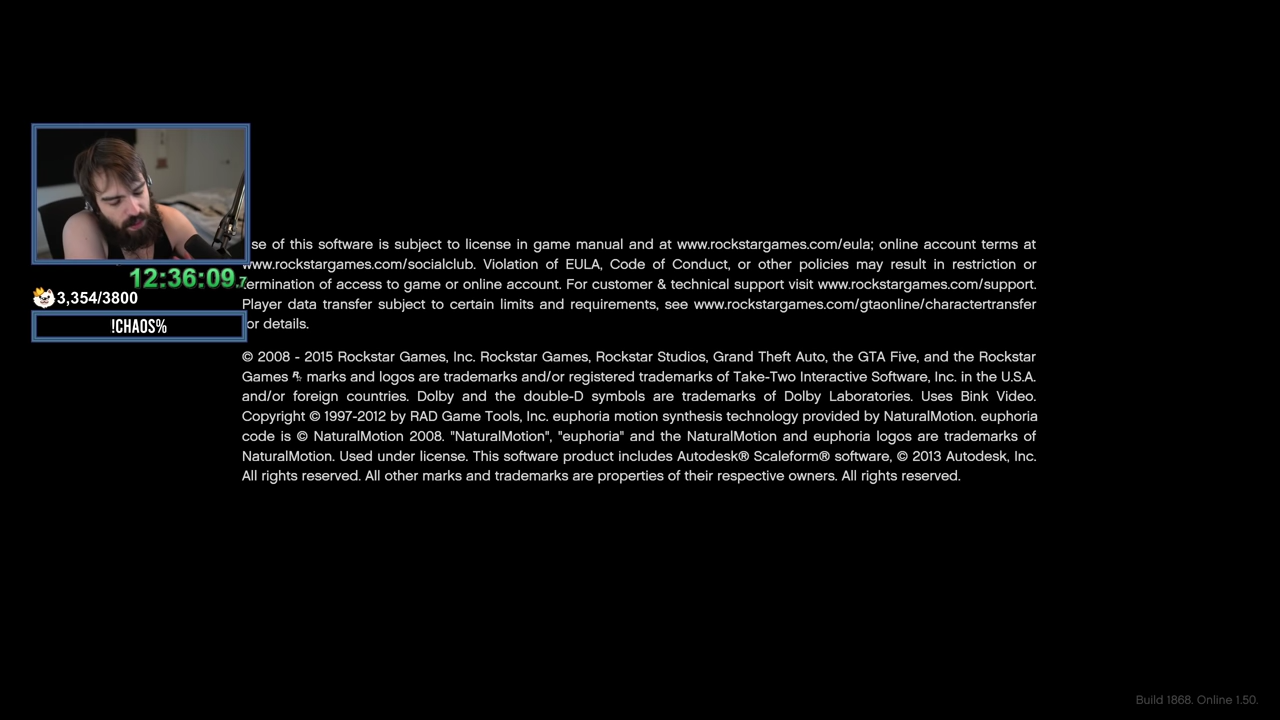 se of this software is subject to license in game manual and at www.rockstargames.com/eula; online account terms at
www.rockstargames.com/socialclub. Violation of EULA, Code of Conduct, or other policies may result in restriction or
termination of access to game or online account. For customer & technical support visit www.rockstargames.com/support.
Player data transfer subject to certain limits and requirements, see www.rockstargames.com/gtaonline/charactertransfer
for details.
12:36:09.7
3,354/3800
!CHAOS%
© 2008 - 2015 Rockstar Games, Inc. Rockstar Games, Rockstar Studios, Grand Theft Auto, the GTA Five, and the Rockstar
Games R* marks and logos are trademarks and/or registered trademarks of Take-Two Interactive Software, Inc. in the U.S.A.
and/or foreign countries. Dolby and the double-D symbols are trademarks of Dolby Laboratories. Uses Bink Video.
Copyright © 1997-2012 by RAD Game Tools, Inc. euphoria motion synthesis technology provided by NaturalMotion. euphoria
code is © NaturalMotion 2008. "NaturalMotion", "euphoria" and the NaturalMotion and euphoria logos are trademarks of
NaturalMotion. Used under license. This software product includes Autodesk® Scaleform® software, © 2013 Autodesk, Inc.
All rights reserved. All other marks and trademarks are properties of their respective owners. All rights reserved.
Build 1868. Online 1.50.